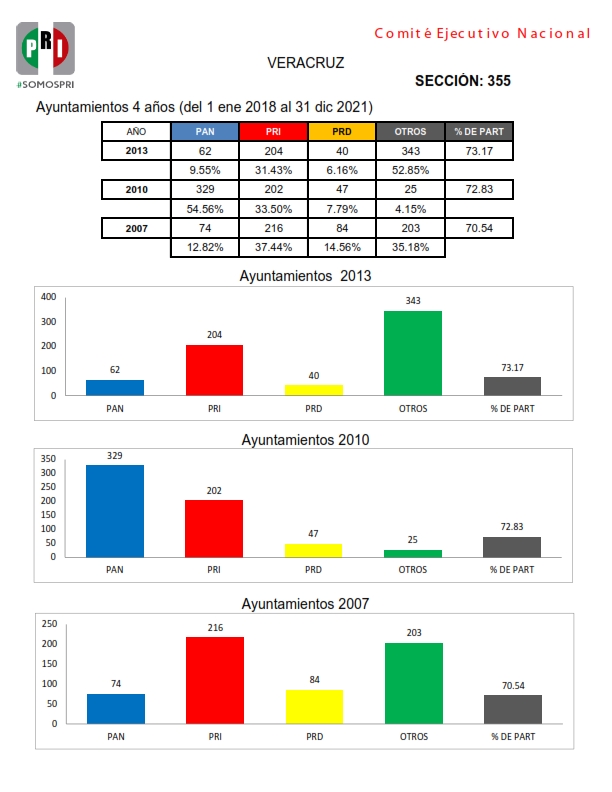 Comité Ejecutivo Nacional
PRI
#SOMOSPRI
VERACRUZ
SECCIÓN: 355
Ayuntamientos 4 años (del 1 ene 2018 al 31 dic 2021)
AÑO PAN PRI PRD OTROS % DE PART
2013 62 204 40 343 73.17
9.55% 31.43% 6.16% 52.85%
2010 329 202 47 25 72.83
54.56% 33.50% 7.79% 4.15%
2007 74 216 84 203 70.54
12.82% 37.44% 14.56% 35.18%
Ayuntamientos 2013
400
300
200
100
0
62 204 40 343 73.17
PAN PRI PRD OTROS % DE PART
Ayuntamientos 2010
350
300
250
200
150
100
50
0
329 202 47 25 72.83
PAN PRI PRD OTROS % DE PART
Ayuntamientos 2007
250
200
150
100
50
0
74 216 84 203 70.54
PAN PRI PRD OTROS % DE PART